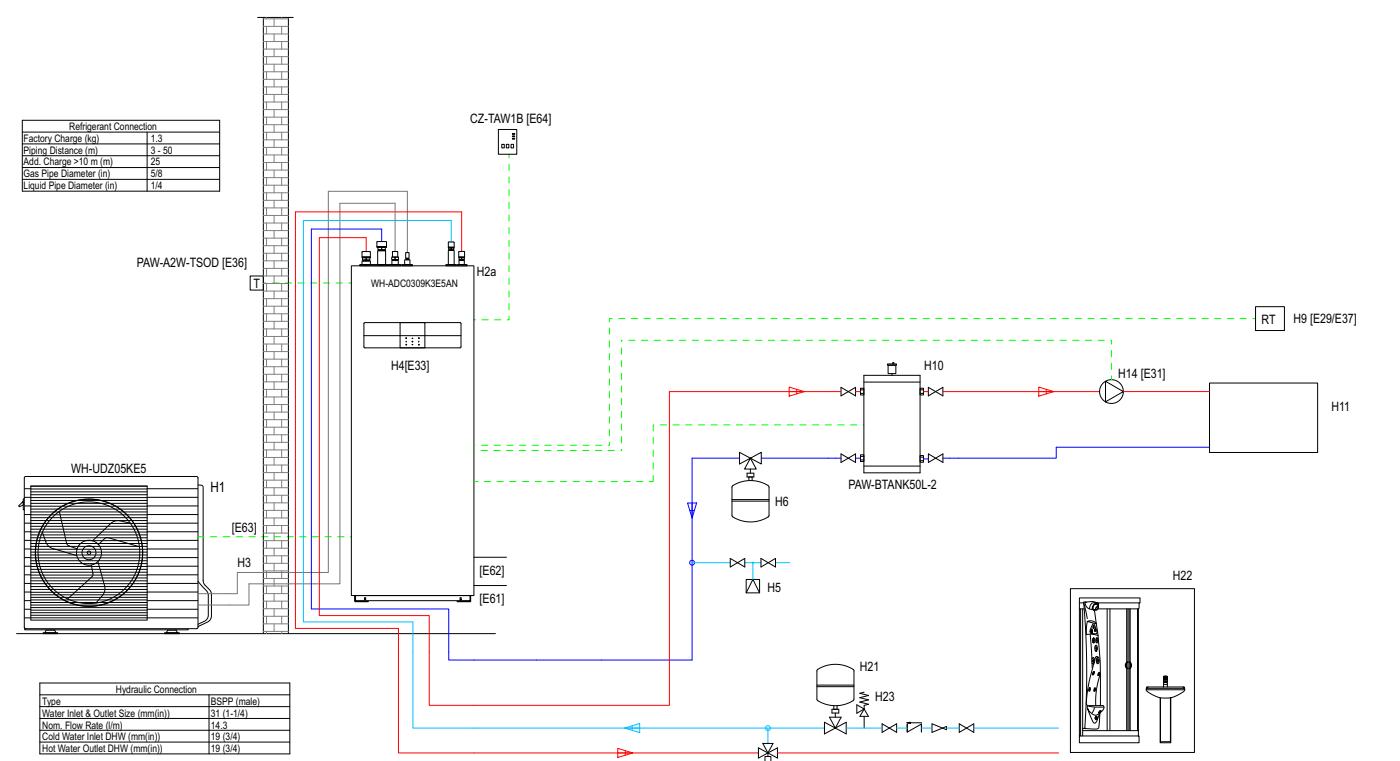 CZ-TAW1B [E64]
Refrigerant Connection
Factory Charge (kg) 1.3
Piping Distance (m) 3 - 50
Add. Charge >10 m (m) 25
Gas Pipe Diameter (in) 5/8
Liquid Pipe Diameter (in) 1/4
PAW-A2W-TSOD [E36]
T
H2a
WH-ADC0309K3E5AN
RT
H9 [E29/E37]
H4[E33]
H10
H14 [E31]
H11
WH-UDZ05KE5
H1
PAW-BTANK50L-2
H6
[E63]
H3
[E62]
[E61]
H5
H22
H21
H23
Hydraulic Connection
Type BSPP (male)
Water Inlet & Outlet Size (mm(in)) 31 (1-1/4)
Nom. Flow Rate (l/m) 14.3
Cold Water Inlet DHW (mm(in)) 19 (3/4)
Hot Water Outlet DHW (mm(in)) 19 (3/4)